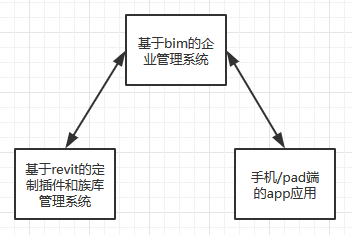 基于bim的企
业管理系统
基于revit的定
制插件和族库
管理系统
手机/pad端
的app应用